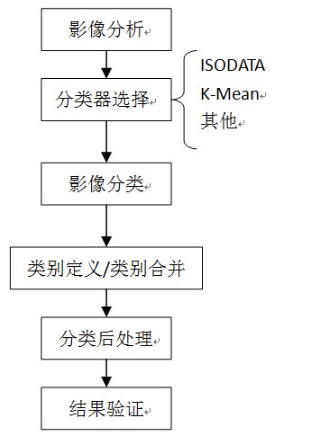 影像分析
分类器选择
ISODATA
K-Mean
其他
影像分类
类别定义/类别合并
分类后处理
结果验证